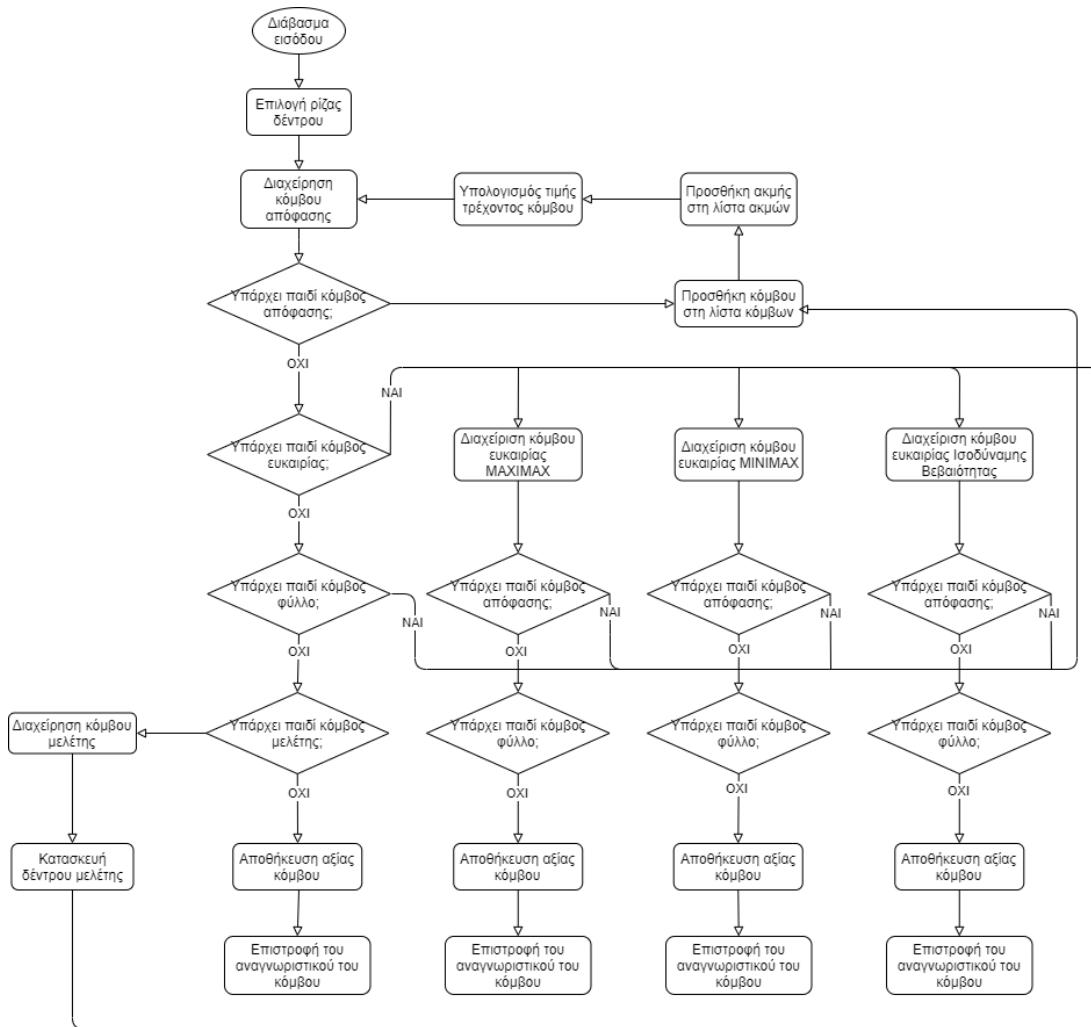 Διάβασμα
εισόδου
Επιλογή ρίζας
δέντρου
Διαχείρηση
κόμβου
απόφασης
Υπολογισμός τιμής
τρέχοντος κόμβου
Προσθήκη ακμής
στη λίστα ακμών
Υπάρχει παιδί κόμβος
απόφασης;
Προσθήκη κόμβου
στη λίστα κόμβων
ΟΧΙ
ΝΑΙ
Υπάρχει παιδί κόμβος
ευκαιρίας;
Διαχείριση κόμβου
ευκαιρίας
MAXIMAX
Διαχείριση κόμβου
ευκαιρίας MINIMAX
Διαχείριση κόμβου
ευκαιρίας Ισοδύναμης
Βεβαιότητας
ΟΧΙ
Υπάρχει παιδί κόμβος
φύλλο;
Υπάρχει παιδί κόμβος
απόφασης;
Υπάρχει παιδί κόμβος
απόφασης;
Υπάρχει παιδί κόμβος
απόφασης;
ΝΑΙ
ΝΑΙ
ΝΑΙ
ΝΑΙ
ΟΧΙ
ΟΧΙ
ΟΧΙ
ΟΧΙ
Διαχείρηση κόμβου
μελέτης
Υπάρχει παιδί κόμβος
μελέτης;
Υπάρχει παιδί κόμβος
φύλλο;
Υπάρχει παιδί κόμβος
φύλλο;
Υπάρχει παιδί κόμβος
φύλλο;
ΟΧΙ
ΟΧΙ
ΟΧΙ
ΟΧΙ
Κατασκευή
δέντρου μελέτης
Αποθήκευση αξίας
κόμβου
Αποθήκευση αξίας
κόμβου
Αποθήκευση αξίας
κόμβου
Αποθήκευση αξίας
κόμβου
Επιστροφή του
αναγνωριστικού του
κόμβου
Επιστροφή του
αναγνωριστικού του
κόμβου
Επιστροφή του
αναγνωριστικού του
κόμβου
Επιστροφή του
αναγνωριστικού του
κόμβου